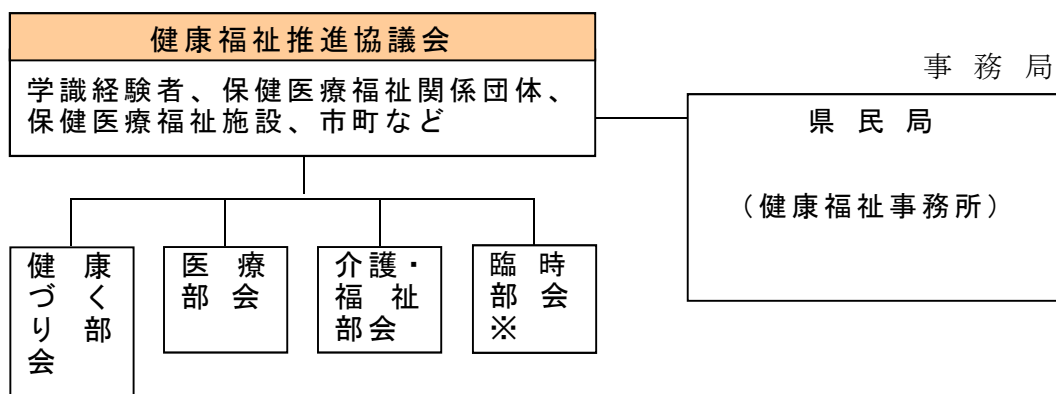 健康福祉推進協議会
学識経験者、保健医療福祉関係団体、
保健医療福祉施設、市町など
事務局
県民局
(健康福祉事務所)
健康
づく
り部
会
医療
部会
介護・
福祉
部会
臨時
部会
※